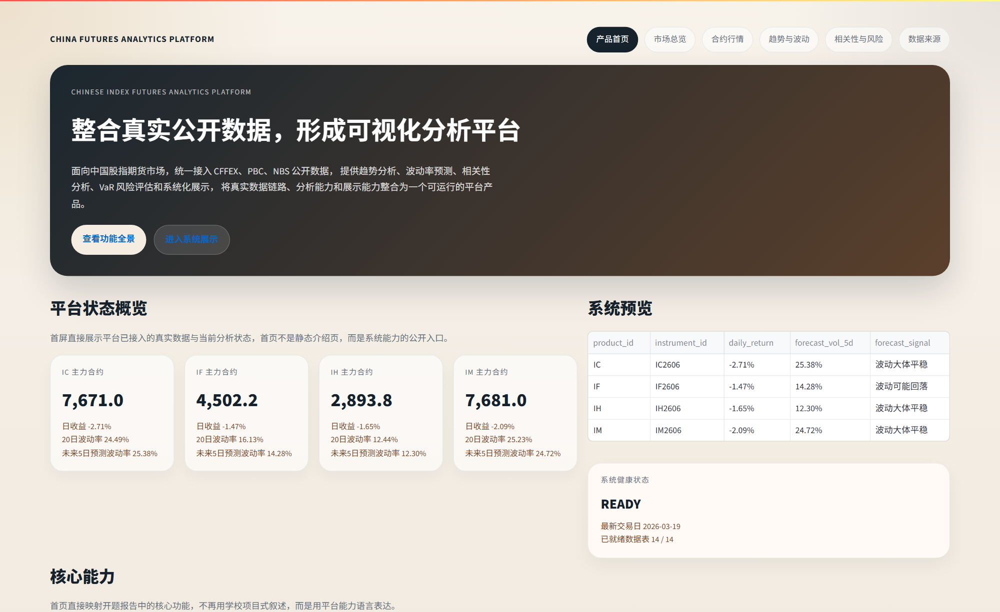 CHINA FUTURES ANALYTICS PLATFORM
产品首页
市场总览
合约行情
趋势与波动
相关性与风险
数据来源
CHINESE INDEX FUTURES ANALYTICS PLATFORM
整合真实公开数据，形成可视化分析平台
面向中国股指期货市场，统一接入 CFFEX、PBC、NBS 公开数据， 提供趋势分析、波动率预测、相关性
分析、VaR 风险评估和系统化展示， 将真实数据链路、分析能力和展示能力整合为一个可运行的平台产
品。
查看功能全景
进入系统展示
平台状态概览
首屏直接展示平台已接入的真实数据与当前分析状态，首页不是静态介绍页，而是系统能力的公开入口。
IC 主力合约
7,671.0
日收益 -2.71%
20日波动率 24.49%
未来5日预测波动率 25.38%
IF 主力合约
4,502.2
日收益 -1.47%
20日波动率 16.13%
未来5日预测波动率 14.28%
IH 主力合约
2,893.8
日收益 -1.65%
20日波动率 12.44%
未来5日预测波动率 12.30%
IM 主力合约
7,681.0
日收益 -2.09%
20日波动率 25.23%
未来5日预测波动率 24.72%
系统预览
product_id instrument_id daily_return forecast_vol_5d forecast_signal
IC IC2606 -2.71% 25.38% 波动大体平稳
IF IF2606 -1.47% 14.28% 波动可能回落
IH IH2606 -1.65% 12.30% 波动大体平稳
IM IM2606 -2.09% 24.72% 波动大体平稳
系统健康状态
READY
最新交易日 2026-03-19
已就绪数据表 14 / 14
核心能力
首页直接映射开题报告中的核心功能，不再用学校项目式叙述，而是用平台能力语言表达。